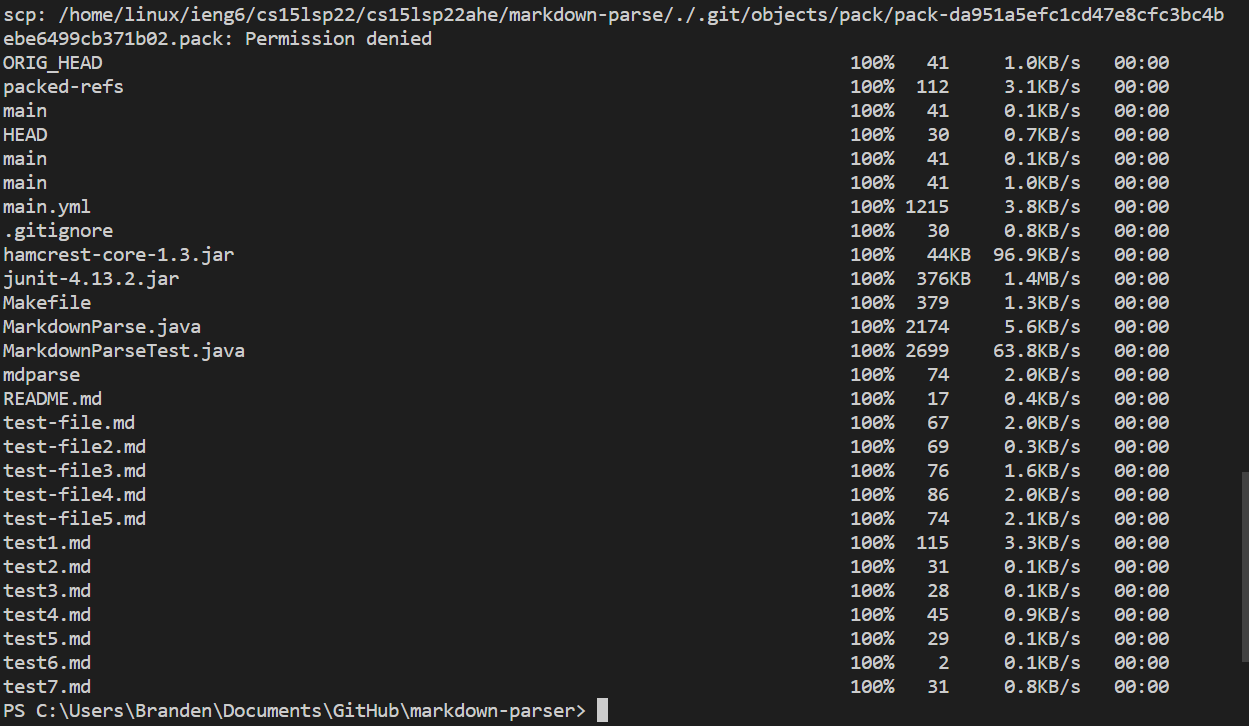 scp: /home/linux/ieng6/cs15lsp22/cs15lsp22ahe/markdown-parse/./.git/objects/pack/pack-da951a5efc1cd47e8cfc3bc4b
ebe6499cb371b02.pack: Permission denied
ORIG_HEAD 100% 41 1.0KB/s 00:00
packed-refs 100% 112 3.1KB/s 00:00
main 100% 41 0.1KB/s 00:00
HEAD 100% 30 0.7KB/s 00:00
main 100% 41 0.1KB/s 00:00
main 100% 41 1.0KB/s 00:00
main.yml 100% 1215 3.8KB/s 00:00
.gitignore 100% 30 0.8KB/s 00:00
hamcrest-core-1.3.jar 100% 44KB 96.9KB/s 00:00
junit-4.13.2.jar 100% 376KB 1.4MB/s 00:00
Makefile 100% 379 1.3KB/s 00:00
MarkdownParse.java 100% 2174 5.6KB/s 00:00
MarkdownParseTest.java 100% 2699 63.8KB/s 00:00
mdparse 100% 74 2.0KB/s 00:00
README.md 100% 17 0.4KB/s 00:00
test-file.md 100% 67 2.0KB/s 00:00
test-file2.md 100% 69 0.3KB/s 00:00
test-file3.md 100% 76 1.6KB/s 00:00
test-file4.md 100% 86 2.0KB/s 00:00
test-file5.md 100% 74 2.1KB/s 00:00
test1.md 100% 115 3.3KB/s 00:00
test2.md 100% 31 0.1KB/s 00:00
test3.md 100% 28 0.1KB/s 00:00
test4.md 100% 45 0.9KB/s 00:00
test5.md 100% 29 0.1KB/s 00:00
test6.md 100% 2 0.1KB/s 00:00
test7.md 100% 31 0.8KB/s 00:00
PS C:\Users\Branden\Documents\GitHub\markdown-parser>